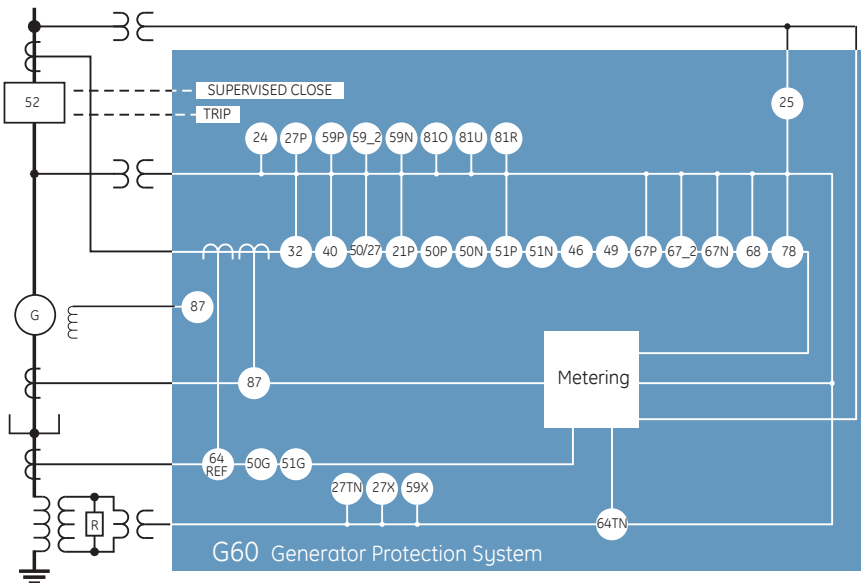 52
SUPERVISED CLOSE
TRIP
25
24 27P 59P 59_2 59N 81O 81U 81R
32 40 50/27 21P 50P 50N 51P 51N 46 49 67P 67_2 67N 68 78
G
87
87
Metering
64
REF
50G 51G
27TN 27X 59X
R
64TN
G60 Generator Protection System